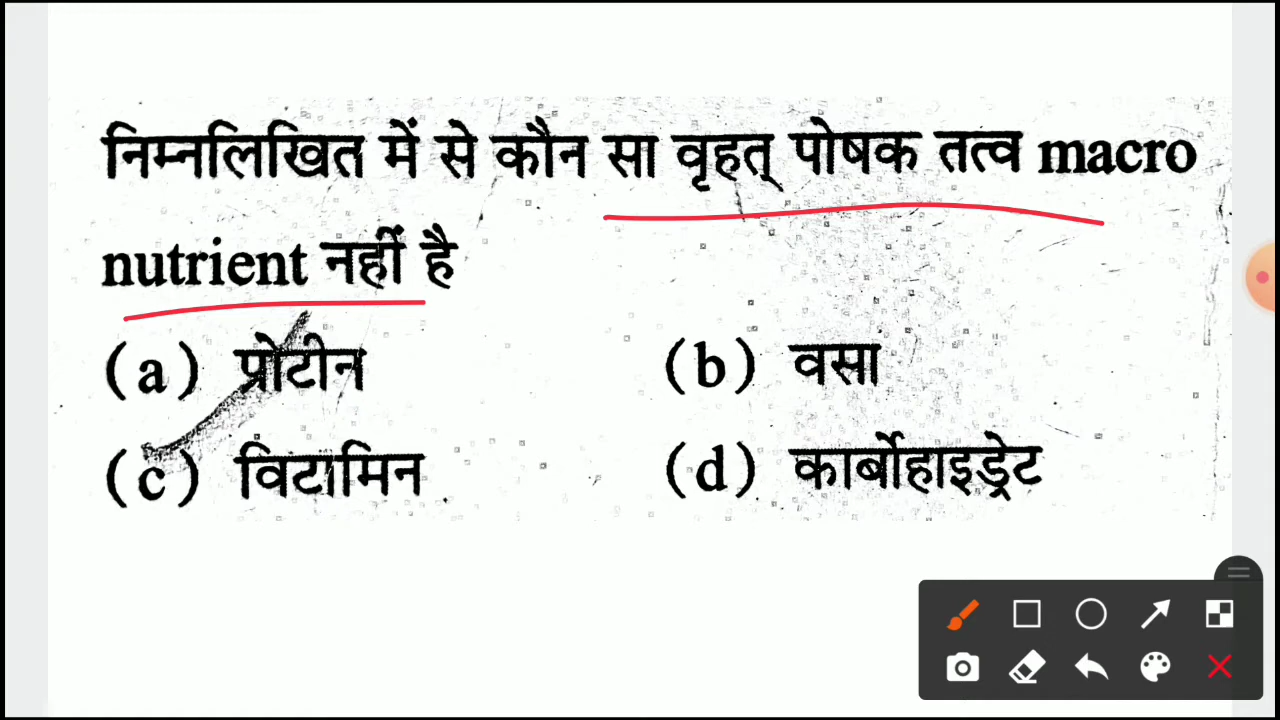 निम्नलिखित में से कौन सा वृहत् पोषक तत्व macro
nutrient नहीं है
(a) प्रोटीन (b) वसा
(c) विटामिन (d) कार्बोहाइड्रेट